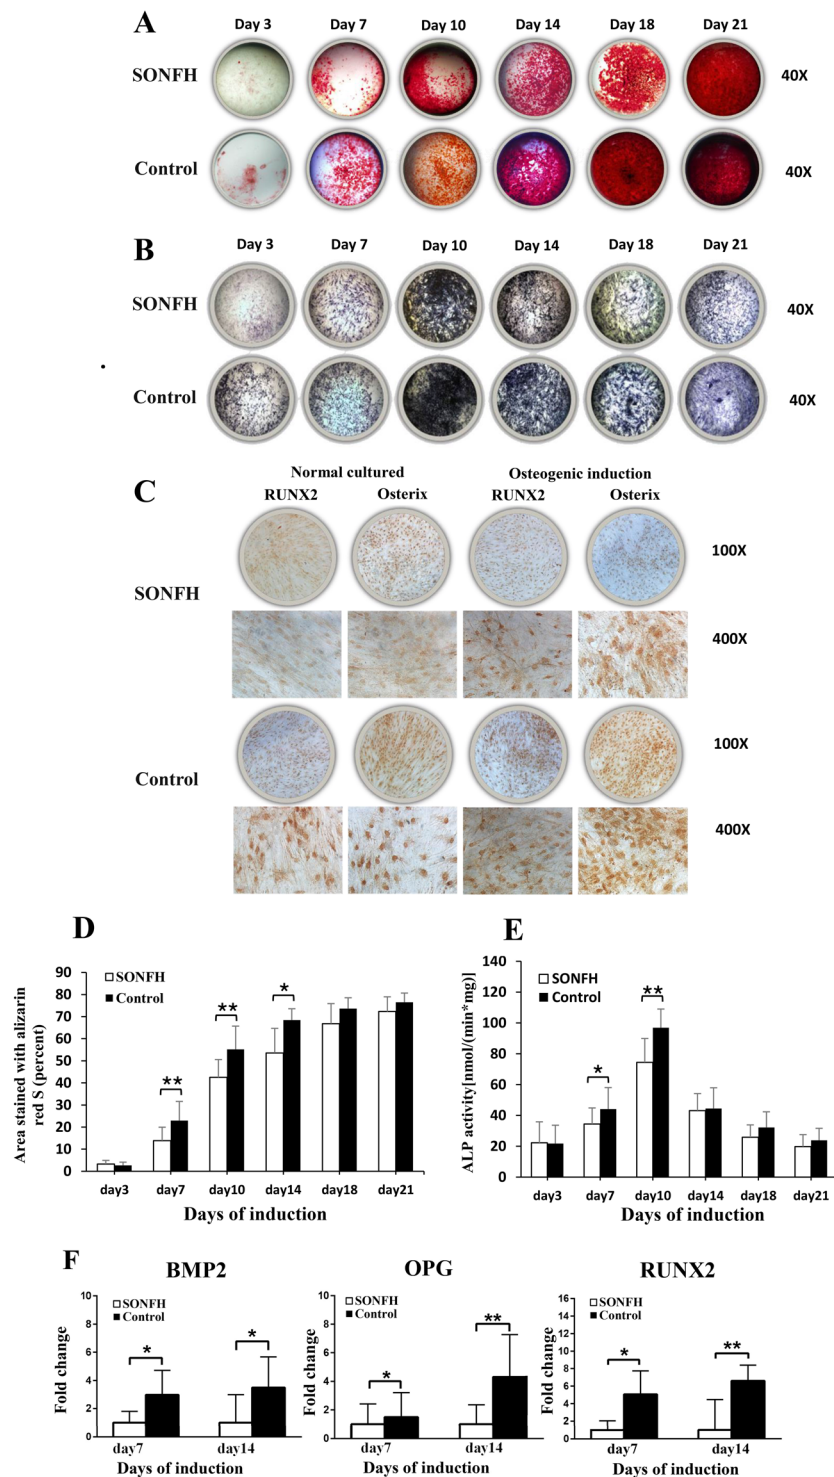 A
Day 3 Day 7 Day 10 Day 14 Day 18 Day 21
SONFH 40X
Control 40X
B
Day 3 Day 7 Day 10 Day 14 Day 18 Day 21
SONFH 40X
Control 40X
C
Normal cultured Osteogenic induction
RUNX2 Osterix RUNX2 Osterix
100X
SONFH
400X
100X
Control
400X
D
Area stained with alizarin
red S (percent)
90
80
70
60
50
40
30
20
10
0
SONFH
Control
** ** *
day3 day7 day10 day14 day18 day21
Days of induction
E
ALP activity[nmol/(min*mg)]
140
120
100
80
60
40
20
0
SONFH
Control
* **
day3 day7 day10 day14 day18 day21
Days of induction
F
BMP2
Fold change
10
8
6
4
2
0
SONFH
Control
* *
day7 day14
Days of induction
OPG
Fold change
10
8
6
4
2
0
SONFH
Control
* **
day7 day14
Days of induction
RUNX2
Fold change
16
14
12
10
8
6
4
2
0
SONFH
Control
* **
day7 day14
Days of induction